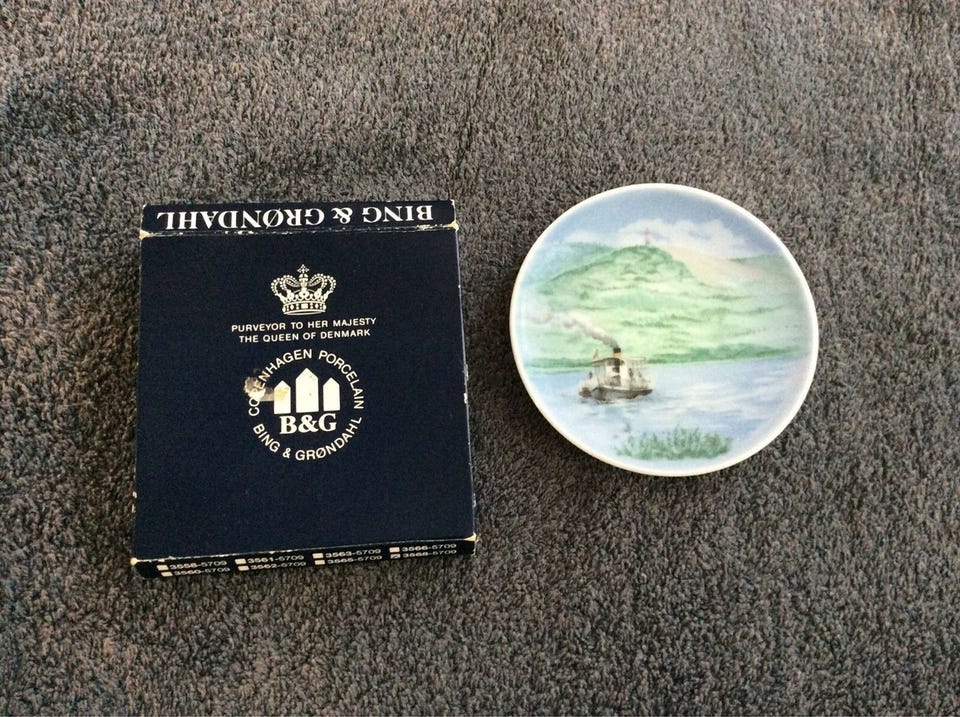 BING & GRØNDAHL
PURVEYOR TO HER MAJESTY
THE QUEEN OF DENMARK
COPENHAGEN PORCELAIN
B&G
BING & GRØNDAHL
3558-5709 3561-5709 3563-5709 3566-5709
3560-5709 3562-5709 3565-5709 3568-5709